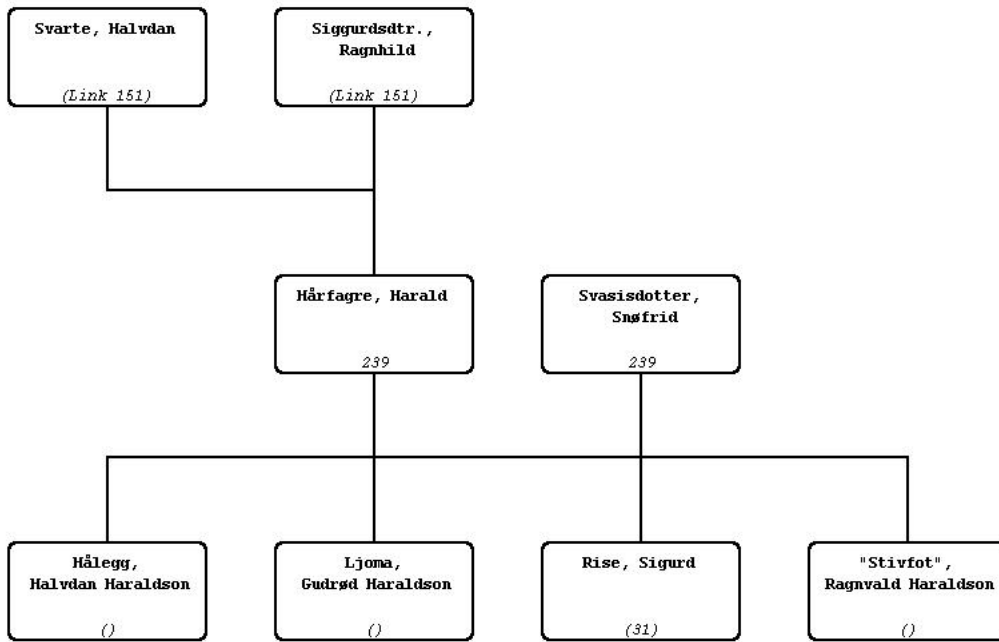 Svarte, Halvdan
(Link 151)
Siggurdsdtr.,
Ragnhild
(Link 151)
Hårfagre, Harald
239
Svasisdotter,
Snøfrid
239
Hålegg,
Halvdan Haraldson
()
Ljoma,
Gudrød Haraldson
()
Rise, Sigurd
(31)
"Stivfot",
Ragnvald Haraldson
()